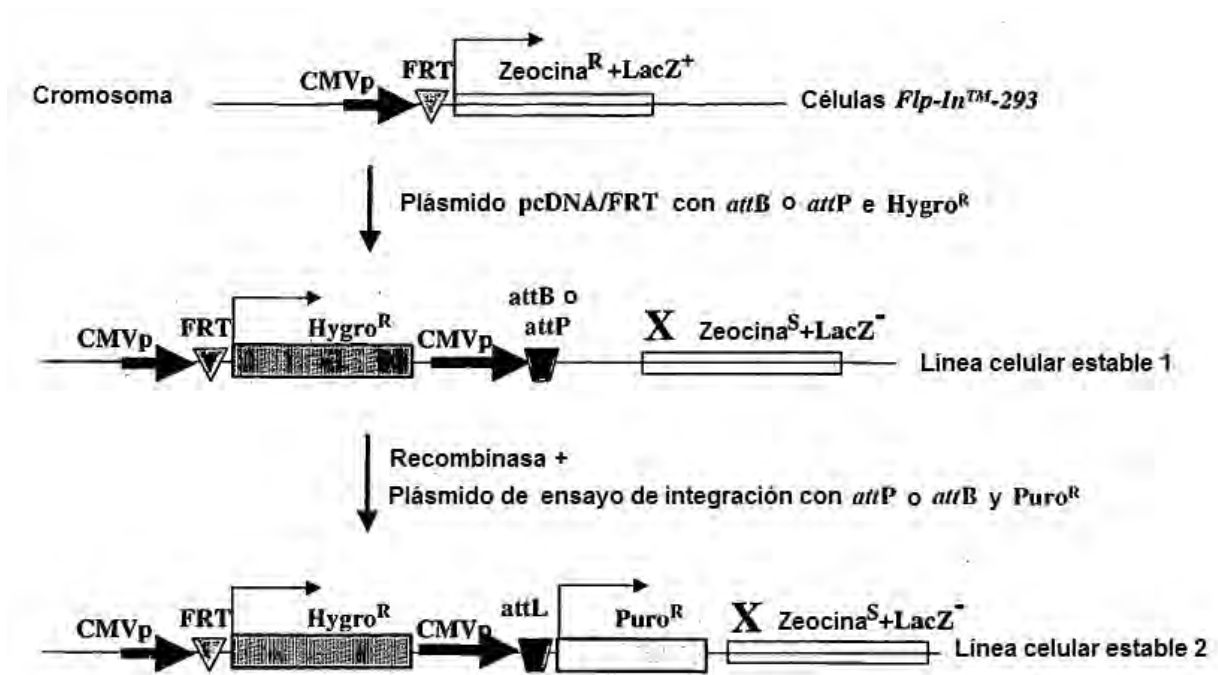 Cromosoma
CMVp
FRT
Zeocinaᴿ +LacZ⁺
Células Flp-In™-293
Plásmido pcDNA/FRT con attB o attP e Hygroᴿ
CMVp
FRT
Hygroᴿ
CMVp
attB o
attP
X
Zeocinaˢ+LacZ⁻
Línea celular estable 1
Recombinasa +
Plásmido de ensayo de integración con attP o attB y Puroᴿ
CMVp
FRT
Hygroᴿ
CMVp
attL
Puroᴿ
X
Zeocinaˢ+LacZ⁻
Línea celular estable 2